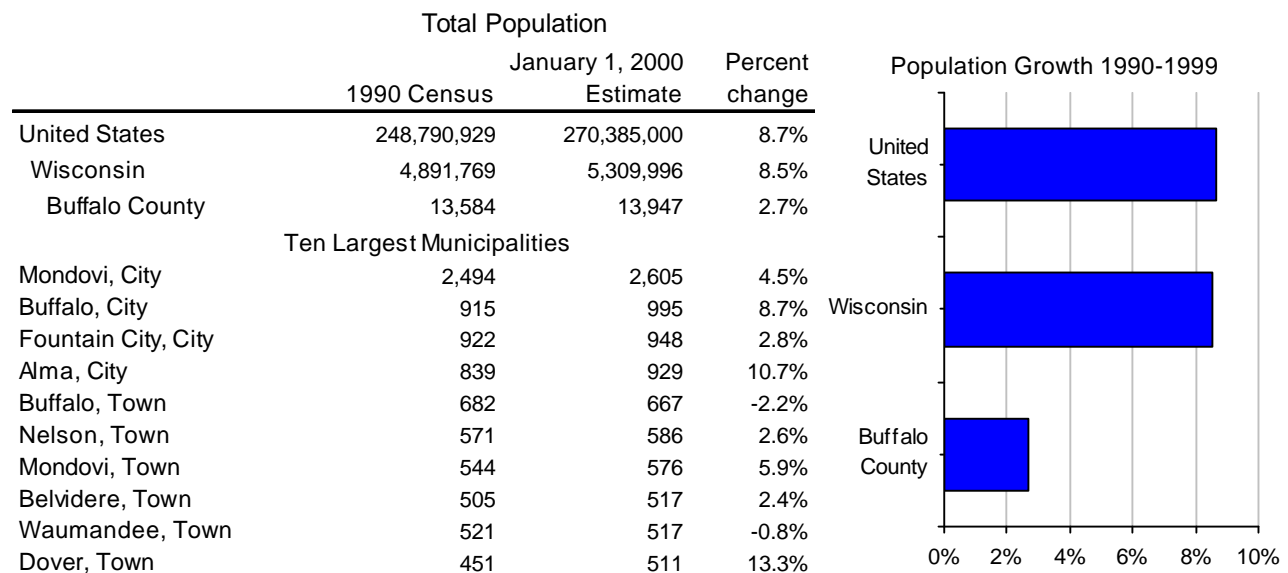 Total Population
1990 Census January 1, 2000 Estimate Percent change
United States 248,790,929 270,385,000 8.7%
Wisconsin 4,891,769 5,309,996 8.5%
Buffalo County 13,584 13,947 2.7%
Ten Largest Municipalities
Mondovi, City 2,494 2,605 4.5%
Buffalo, City 915 995 8.7%
Fountain City, City 922 948 2.8%
Alma, City 839 929 10.7%
Buffalo, Town 682 667 -2.2%
Nelson, Town 571 586 2.6%
Mondovi, Town 544 576 5.9%
Belvidere, Town 505 517 2.4%
Waumandee, Town 521 517 -0.8%
Dover, Town 451 511 13.3%
Population Growth 1990-1999
United
States
Wisconsin
Buffalo
County
0% 2% 4% 6% 8% 10%